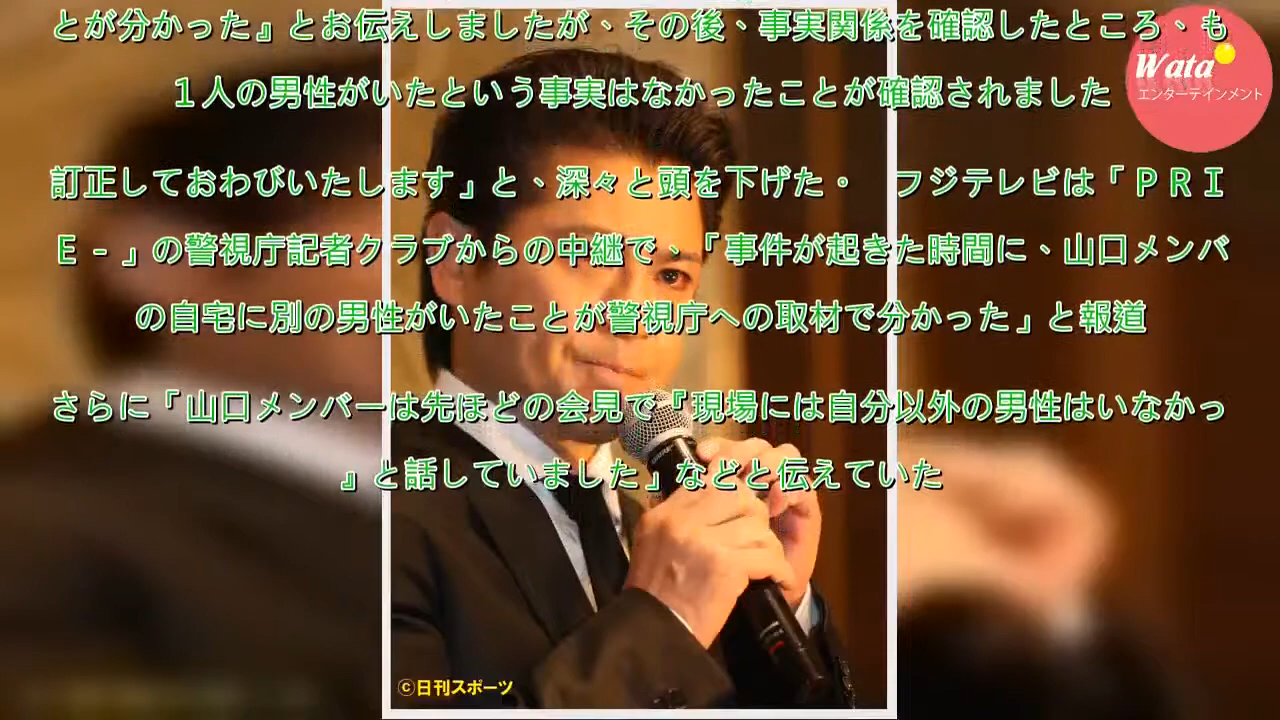 とが分かった』とお伝えしましたが、その後、事実関係を確認したところ、も
１人の男性がいたという事実はなかったことが確認されました
訂正しておわびいたします」と、深々と頭を下げた・　フジテレビは「ＰＲＩ
Ｅ－」の警視庁記者クラブからの中継で、「事件が起きた時間に、山口メンバ
の自宅に別の男性がいたことが警視庁への取材で分かった」と報道
さらに「山口メンバーは先ほどの会見で『現場には自分以外の男性はいなかっ
』と話していました」などと伝えていた
Wata
エンターテインメント
©日刊スポーツ